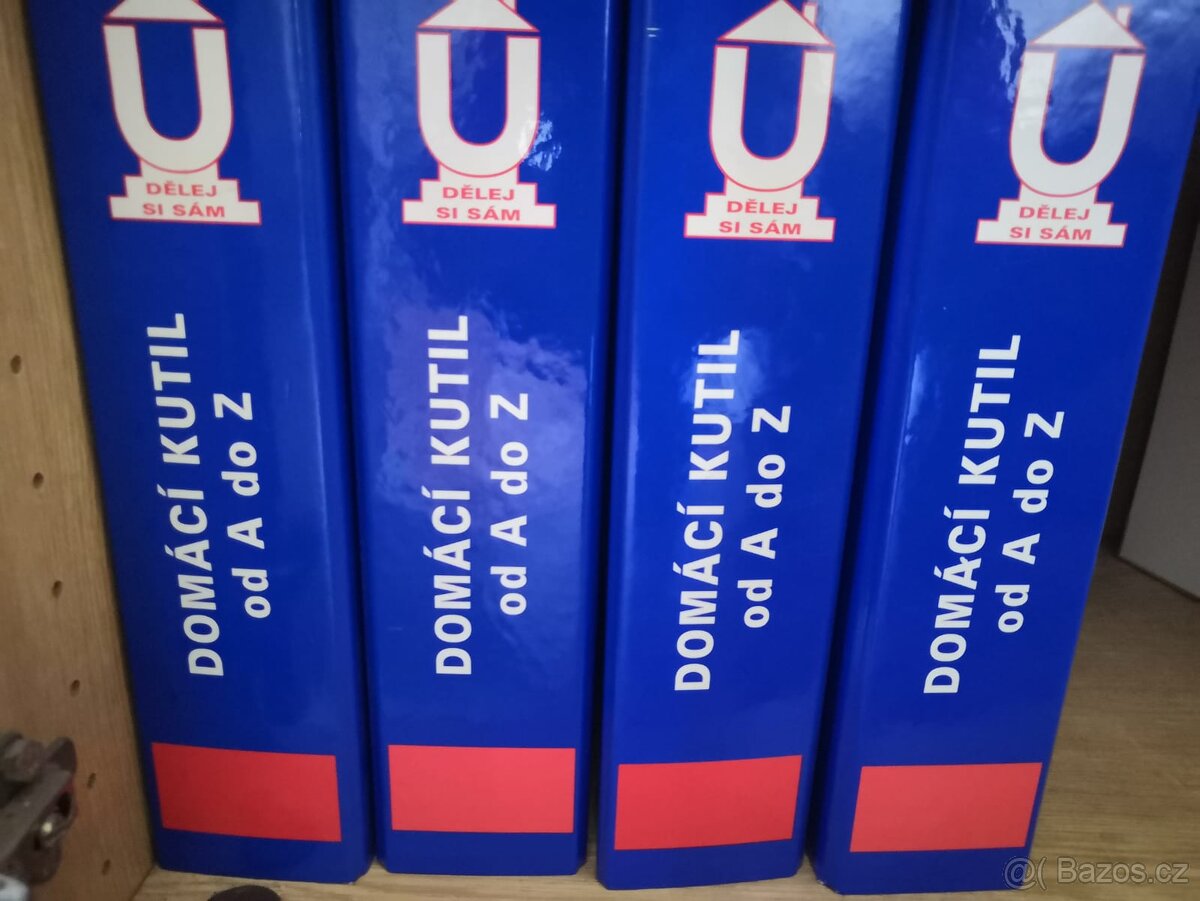 U
DĚLEJ
SI SÁM
DOMÁCÍ KUTIL
od A do Z
U
DĚLEJ
SI SÁM
DOMÁCÍ KUTIL
od A do Z
U
DĚLEJ
SI SÁM
DOMÁCÍ KUTIL
od A do Z
U
DĚLEJ
SI SÁM
DOMÁCÍ KUTIL
od A do Z
@( Bazos.cz